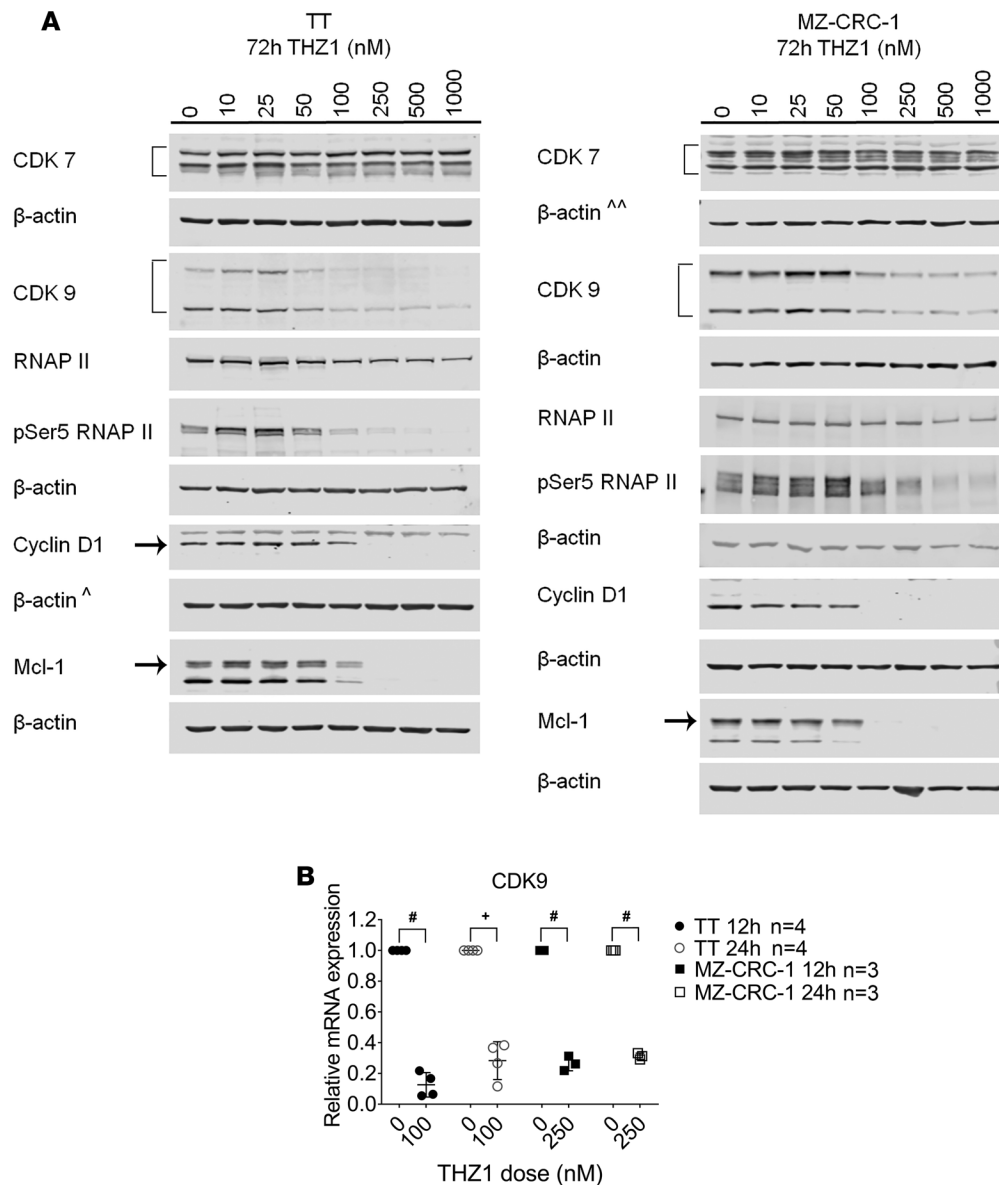 A
TT
72h THZ1 (nM)
0 10 25 50 100 250 500 1000
CDK 7
β-actin
CDK 9
RNAP II
pSer5 RNAP II
β-actin
Cyclin D1
β-actin ^
Mcl-1
β-actin
MZ-CRC-1
72h THZ1 (nM)
0 10 25 50 100 250 500 1000
CDK 7
β-actin ^^
CDK 9
β-actin
RNAP II
pSer5 RNAP II
β-actin
Cyclin D1
β-actin
Mcl-1
β-actin
B
CDK9
Relative mRNA expression
1.2
1.0
0.8
0.6
0.4
0.2
0.0
# + # #
0 100 0 100 0 250 0 250
THZ1 dose (nM)
TT 12h n=4
TT 24h n=4
MZ-CRC-1 12h n=3
MZ-CRC-1 24h n=3